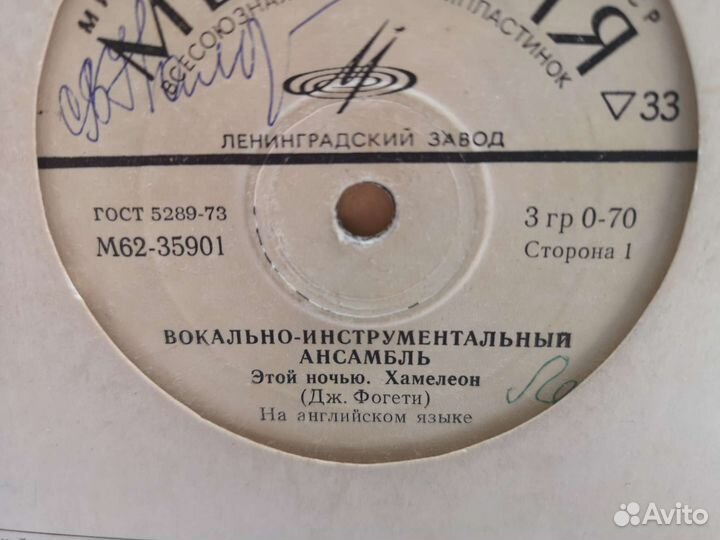 ЛЕНИНГРАДСКИЙ ЗАВОД
▽33
ГОСТ 5289-73
М62-35901
3 гр 0-70
Сторона 1
ВОКАЛЬНО-ИНСТРУМЕНТАЛЬНЫЙ
АНСАМБЛЬ
Этой ночью. Хамелеон
(Дж. Фогети)
На английском языке
Avito